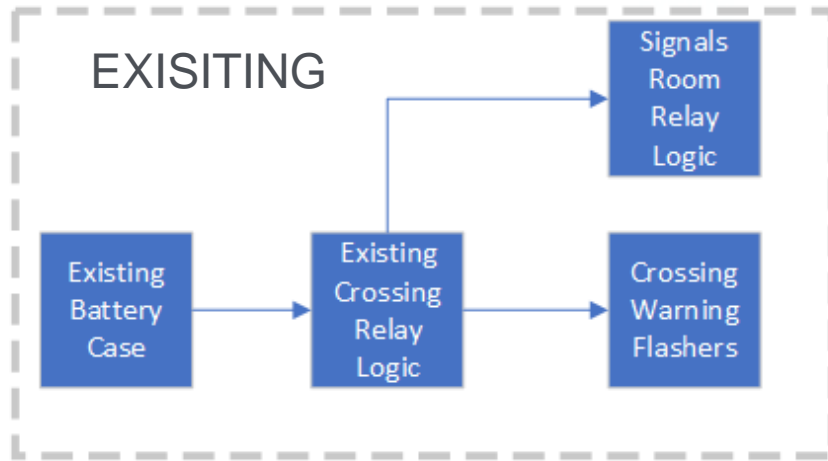 EXISITING
Signals
Room
Relay
Logic
Existing
Battery
Case
Existing
Crossing
Relay
Logic
Crossing
Warning
Flashers